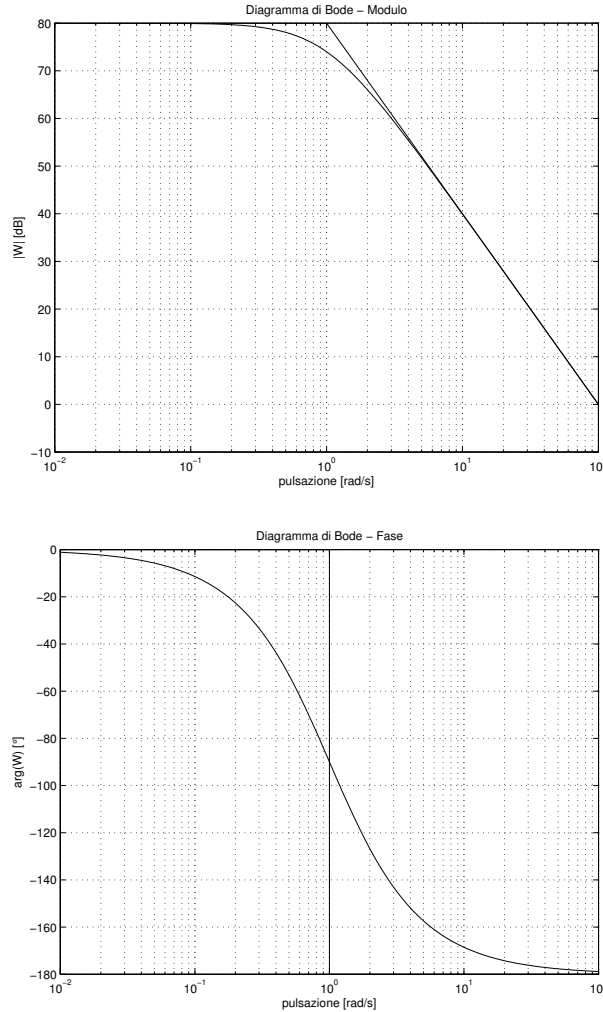 Diagramma di Bode − Modulo
80
70
60
50
40
30
20
10
0
−10
|W| [dB]
10⁻² 10⁻¹ 10⁰ 10¹ 10
pulsazione [rad/s]
Diagramma di Bode − Fase
0
−20
−40
−60
−80
−100
−120
−140
−160
−180
arg(W) [°]
10⁻² 10⁻¹ 10⁰ 10¹ 10
pulsazione [rad/s]